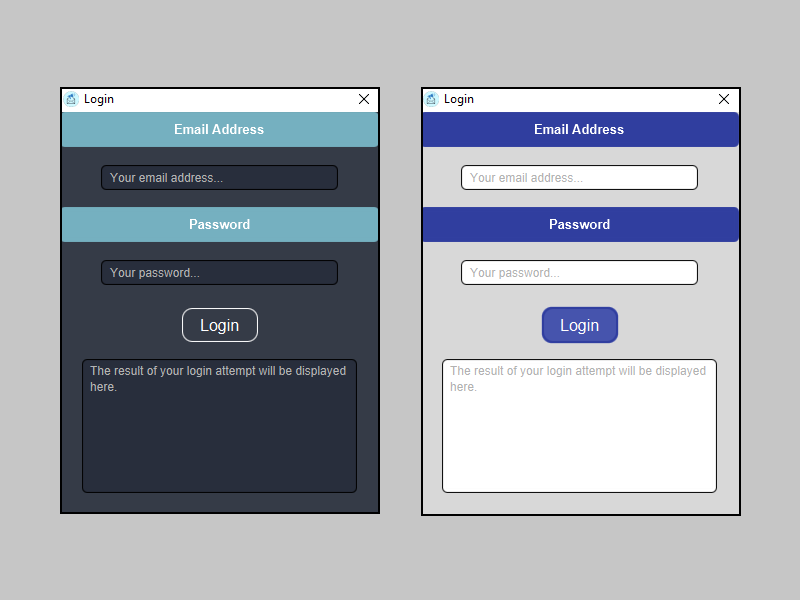 Login
Email Address
Your email address...
Password
Your password...
Login
The result of your login attempt will be displayed
here.
Login
Email Address
Your email address...
Password
Your password...
Login
The result of your login attempt will be displayed
here.